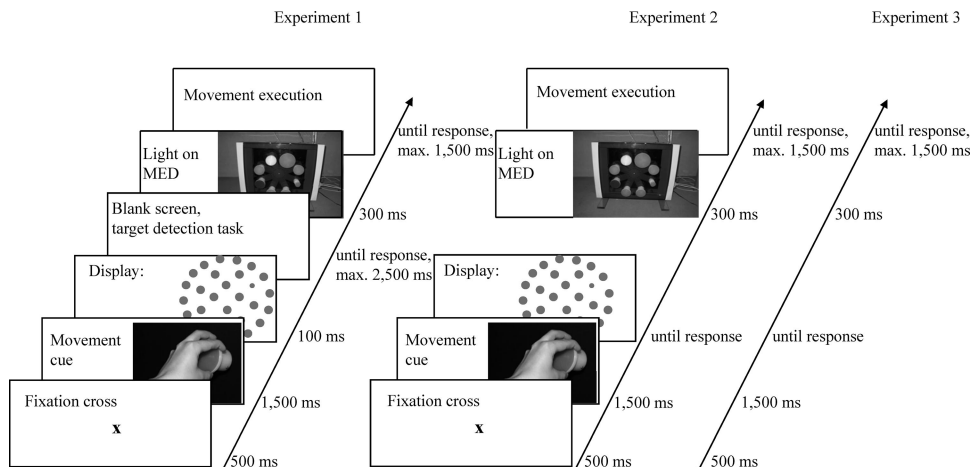 Experiment 1
Experiment 2
Experiment 3
Movement execution
Light on
MED
Blank screen,
target detection task
Display:
Movement
cue
Fixation cross
x
until response,
max. 1,500 ms
300 ms
until response,
max. 2,500 ms
100 ms
1,500 ms
500 ms
Movement execution
Light on
MED
Display:
Movement
cue
Fixation cross
x
until response,
max. 1,500 ms
300 ms
until response
1,500 ms
500 ms
until response,
max. 1,500 ms
300 ms
until response
1,500 ms
500 ms